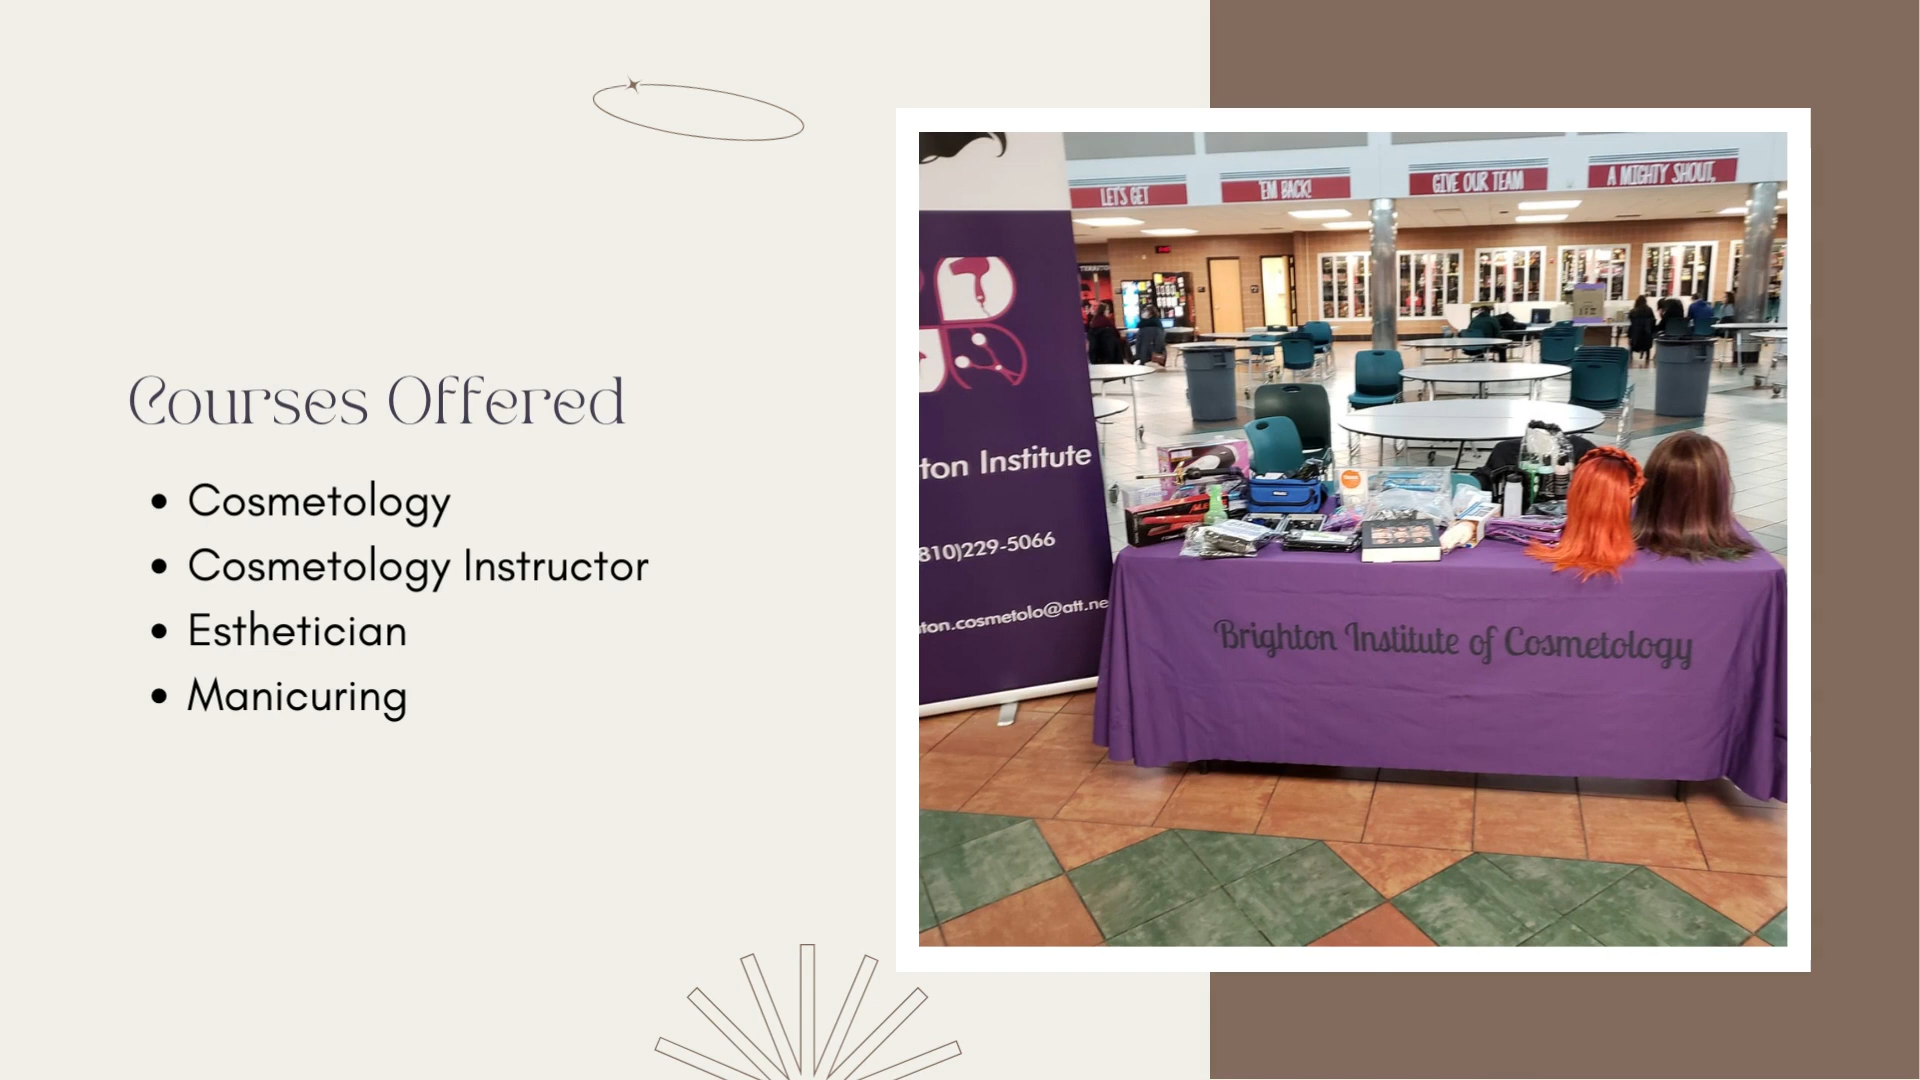 Courses Offered
Cosmetology
Cosmetology Instructor
Esthetician
Manicuring
LET'S GET
'EM BACK!
GIVE OUR TEAM
A MIGHTY SHOUT,
ton Institute
810)229-5066
ton.cosmetolo@att.ne
Brighton Institute of Cosmetology